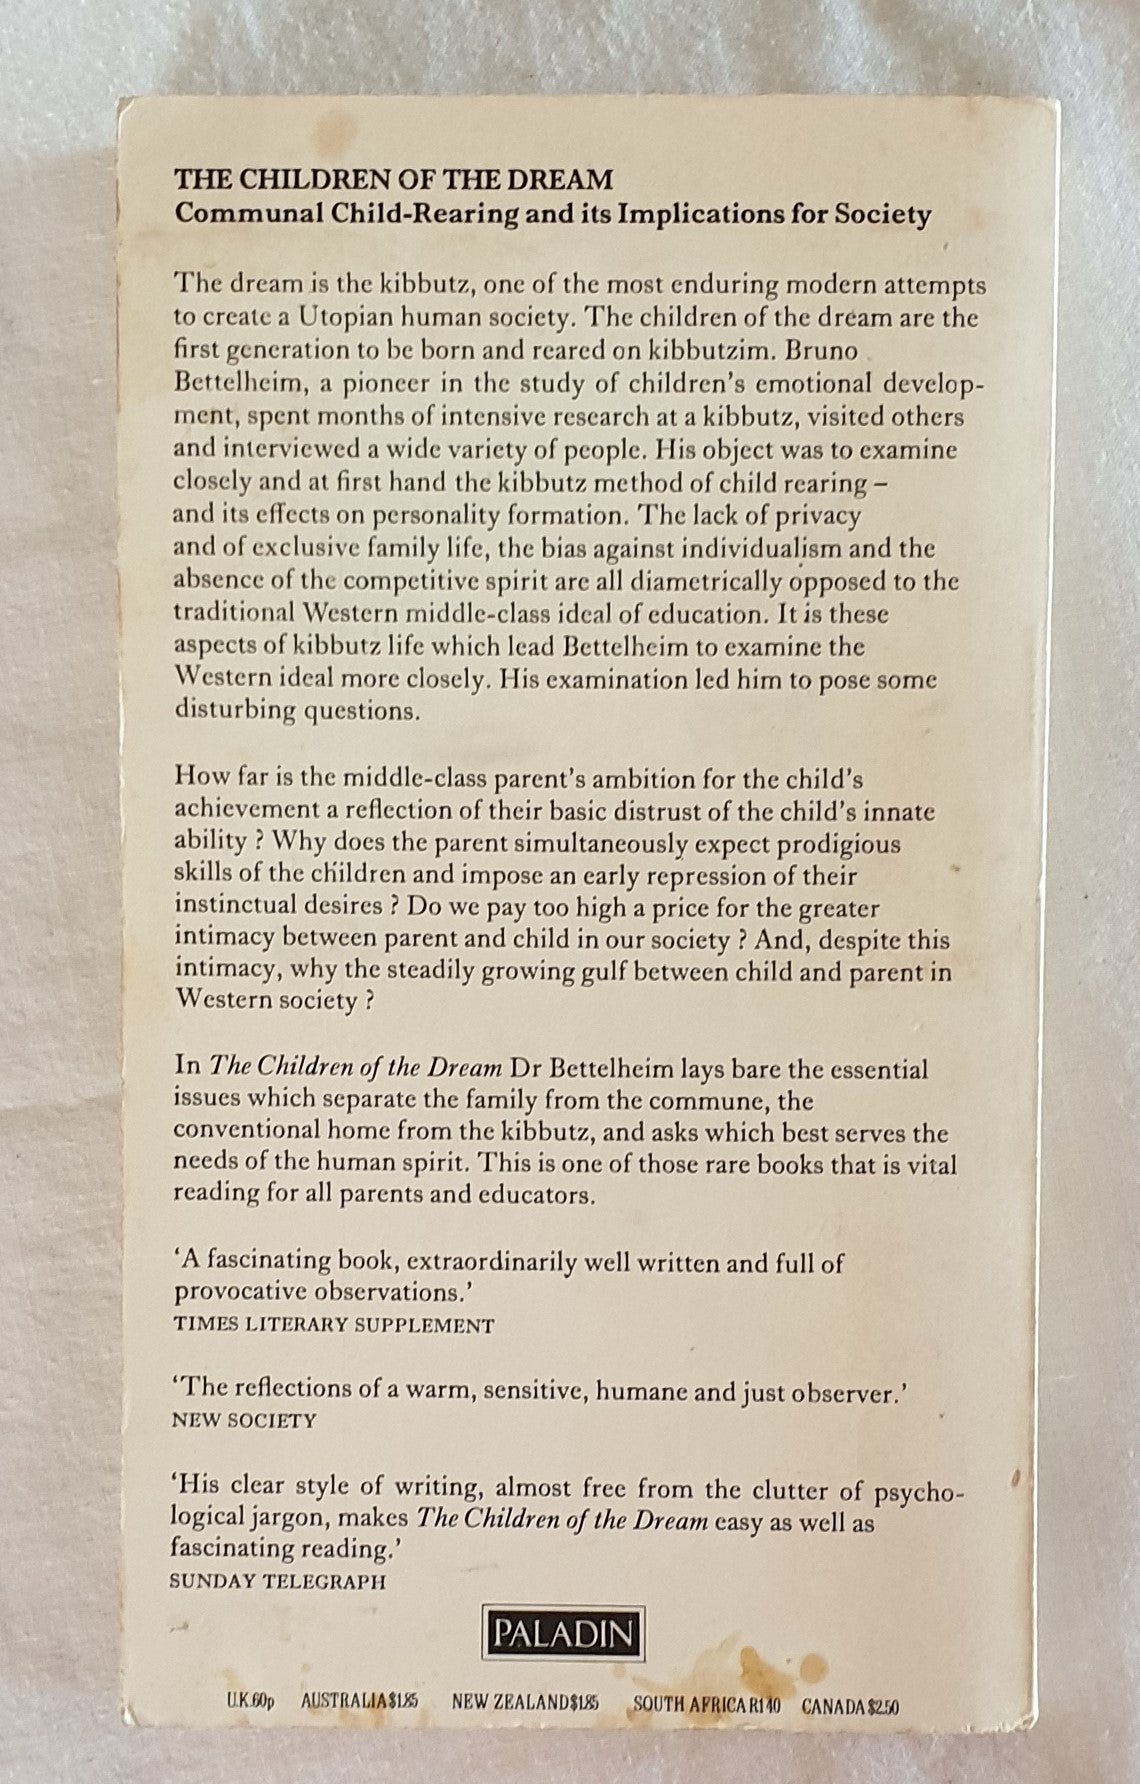 THE CHILDREN OF THE DREAM
Communal Child-Rearing and its Implications for Society
The dream is the kibbutz, one of the most enduring modern attempts
to create a Utopian human society. The children of the dream are the
first generation to be born and reared on kibbutzim. Bruno
Bettelheim, a pioneer in the study of children's emotional develop-
ment, spent months of intensive research at a kibbutz, visited others
and interviewed a wide variety of people. His object was to examine
closely and at first hand the kibbutz method of child rearing –
and its effects on personality formation. The lack of privacy
and of exclusive family life, the bias against individualism and the
absence of the competitive spirit are all diametrically opposed to the
traditional Western middle-class ideal of education. It is these
aspects of kibbutz life which lead Bettelheim to examine the
Western ideal more closely. His examination led him to pose some
disturbing questions.
How far is the middle-class parent's ambition for the child's
achievement a reflection of their basic distrust of the child's innate
ability ? Why does the parent simultaneously expect prodigious
skills of the children and impose an early repression of their
instinctual desires ? Do we pay too high a price for the greater
intimacy between parent and child in our society ? And, despite this
intimacy, why the steadily growing gulf between child and parent in
Western society ?
In The Children of the Dream Dr Bettelheim lays bare the essential
issues which separate the family from the commune, the
conventional home from the kibbutz, and asks which best serves the
needs of the human spirit. This is one of those rare books that is vital
reading for all parents and educators.
‘A fascinating book, extraordinarily well written and full of
provocative observations.’
TIMES LITERARY SUPPLEMENT
‘The reflections of a warm, sensitive, humane and just observer.’
NEW SOCIETY
‘His clear style of writing, almost free from the clutter of psycho-
logical jargon, makes The Children of the Dream easy as well as
fascinating reading.’
SUNDAY TELEGRAPH
PALADIN
U.K. 60p AUSTRALIA $1.85 NEW ZEALAND $1.85 SOUTH AFRICA R1 40 CANADA $2.50